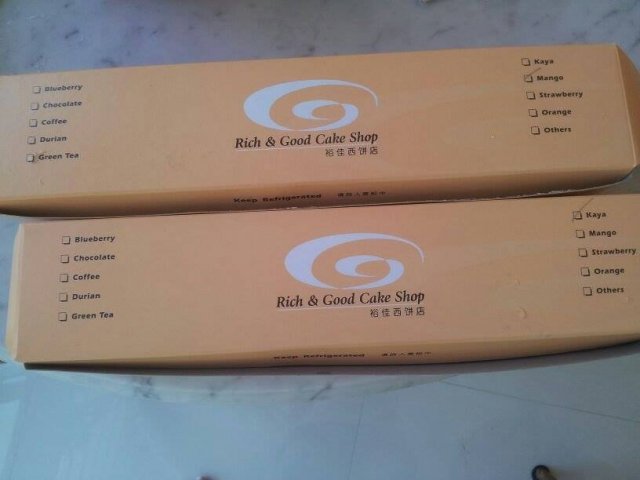 Blueberry
Chocolate
Coffee
Durian
Green Tea
Rich & Good Cake Shop
裕佳西饼店
Keep Refrigerated
Kaya
Mango
Strawberry
Orange
Others
Blueberry
Chocolate
Coffee
Durian
Green Tea
Rich & Good Cake Shop
裕佳西饼店
Keep Refrigerated
Kaya
Mango
Strawberry
Orange
Others